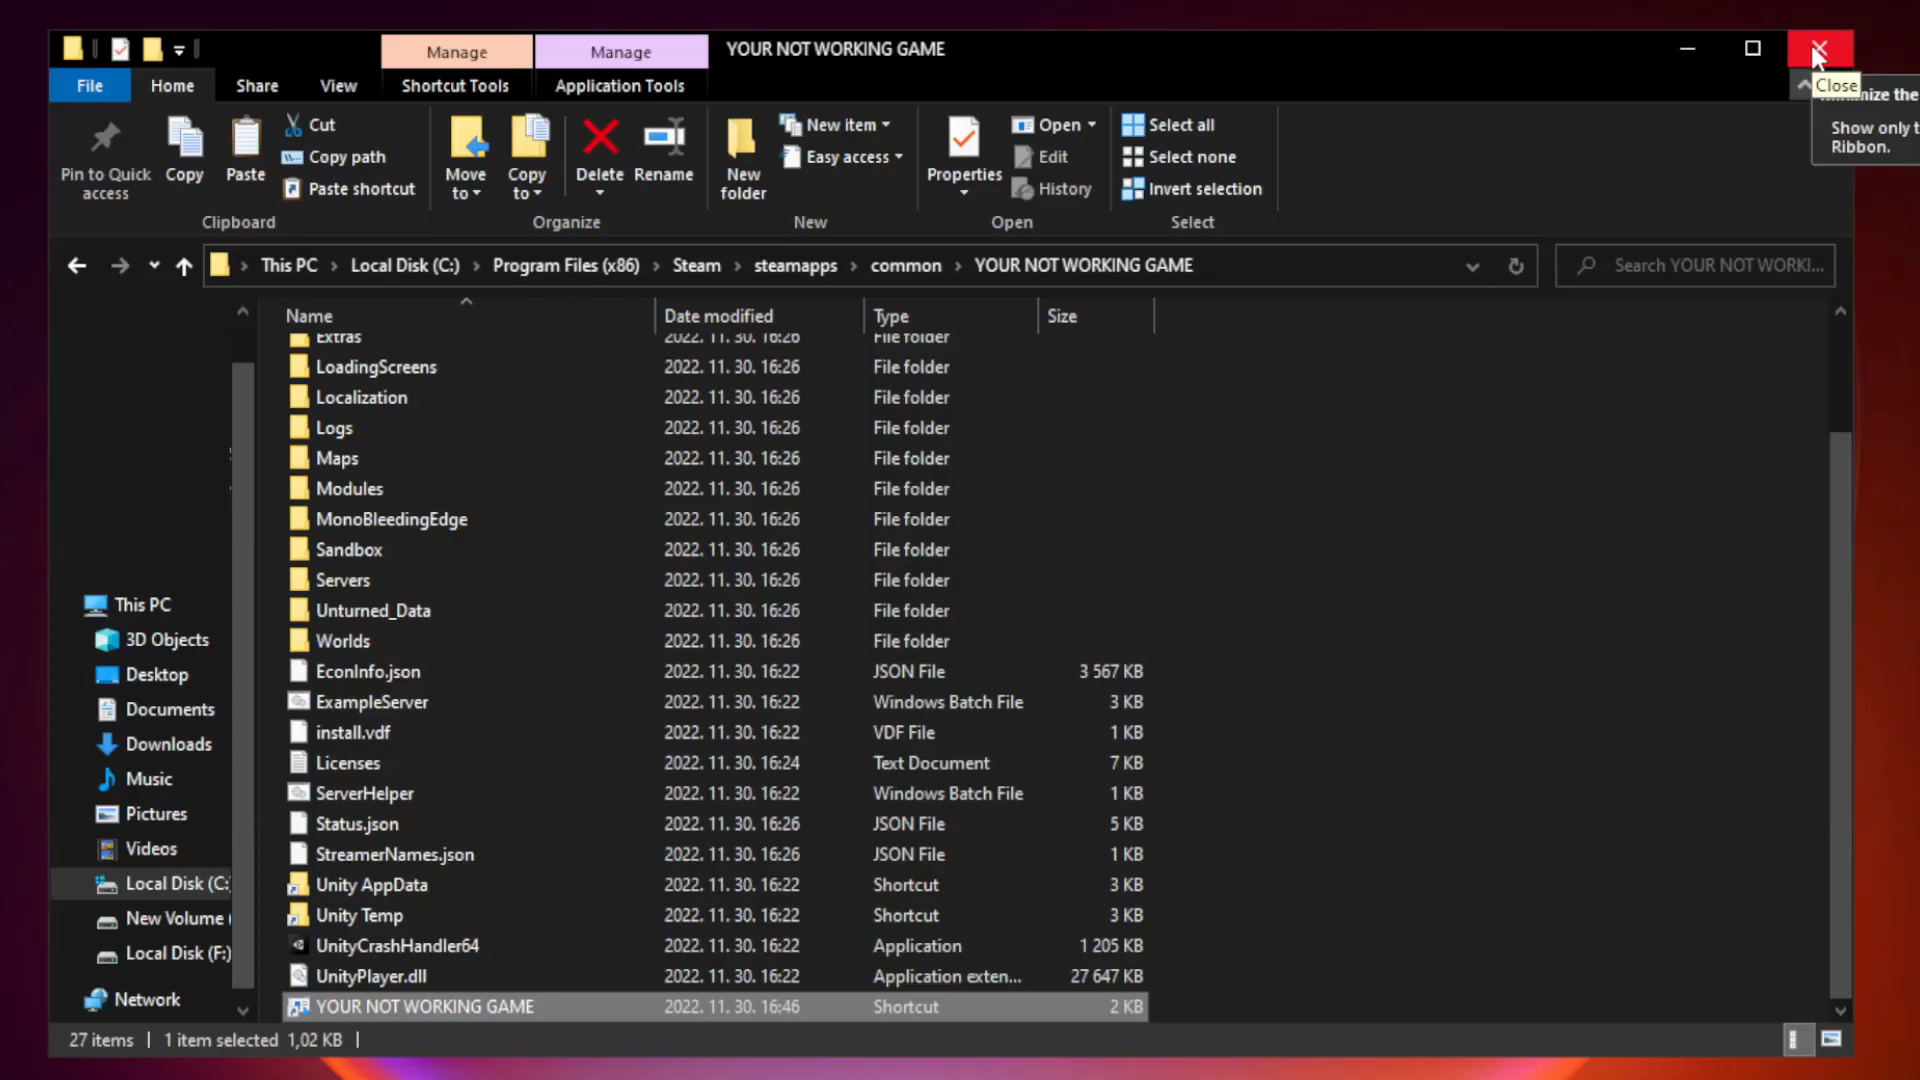 Manage
Manage
YOUR NOT WORKING GAME
File
Home
Share
View
Shortcut Tools
Application Tools
Close
Show only t
Ribbon.
Pin to Quick access
Copy
Paste
Cut
Copy path
Paste shortcut
Clipboard
Move to
Copy to
Delete
Rename
Organize
New folder
New item
Easy access
New
Properties
Open
Edit
History
Open
Select all
Select none
Invert selection
Select
This PC > Local Disk (C:) > Program Files (x86) > Steam > steamapps > common > YOUR NOT WORKING GAME
Search YOUR NOT WORKI...
Name Date modified Type Size
Extras 2022. 11. 30. 16:26 File folder
LoadingScreens 2022. 11. 30. 16:26 File folder
Localization 2022. 11. 30. 16:26 File folder
Logs 2022. 11. 30. 16:26 File folder
Maps 2022. 11. 30. 16:26 File folder
Modules 2022. 11. 30. 16:26 File folder
MonoBleedingEdge 2022. 11. 30. 16:26 File folder
Sandbox 2022. 11. 30. 16:26 File folder
Servers 2022. 11. 30. 16:26 File folder
Unturned_Data 2022. 11. 30. 16:26 File folder
Worlds 2022. 11. 30. 16:26 File folder
EconInfo.json 2022. 11. 30. 16:22 JSON File 3 567 KB
ExampleServer 2022. 11. 30. 16:22 Windows Batch File 3 KB
install.vdf 2022. 11. 30. 16:22 VDF File 1 KB
Licenses 2022. 11. 30. 16:24 Text Document 7 KB
ServerHelper 2022. 11. 30. 16:22 Windows Batch File 1 KB
Status.json 2022. 11. 30. 16:26 JSON File 5 KB
StreamerNames.json 2022. 11. 30. 16:26 JSON File 1 KB
Unity AppData 2022. 11. 30. 16:22 Shortcut 3 KB
Unity Temp 2022. 11. 30. 16:22 Shortcut 3 KB
UnityCrashHandler64 2022. 11. 30. 16:22 Application 1 205 KB
UnityPlayer.dll 2022. 11. 30. 16:22 Application exten... 27 647 KB
YOUR NOT WORKING GAME 2022. 11. 30. 16:46 Shortcut 2 KB
This PC
3D Objects
Desktop
Documents
Downloads
Music
Pictures
Videos
Local Disk (C:
New Volume (
Local Disk (F:)
Network
27 items | 1 item selected 1,02 KB |